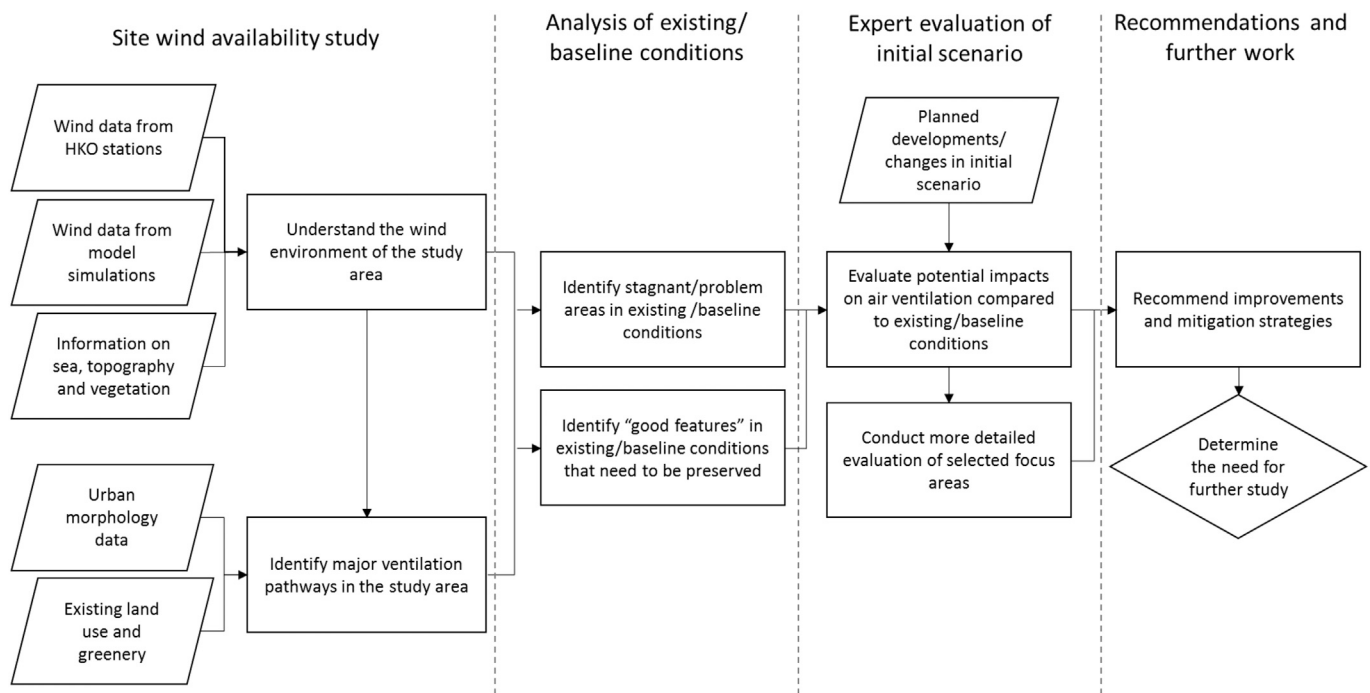 Site wind availability study
Analysis of existing/
baseline conditions
Expert evaluation of
initial scenario
Recommendations and
further work
Wind data from
HKO stations
Wind data from
model
simulations
Information on
sea, topography
and vegetation
Urban
morphology
data
Existing land
use and
greenery
Understand the wind
environment of the study
area
Identify major ventilation
pathways in the study area
Identify stagnant/problem
areas in existing /baseline
conditions
Identify “good features” in
existing/baseline conditions
that need to be preserved
Planned
developments/
changes in initial
scenario
Evaluate potential impacts
on air ventilation compared
to existing/baseline
conditions
Conduct more detailed
evaluation of selected focus
areas
Recommend improvements
and mitigation strategies
Determine
the need for
further study